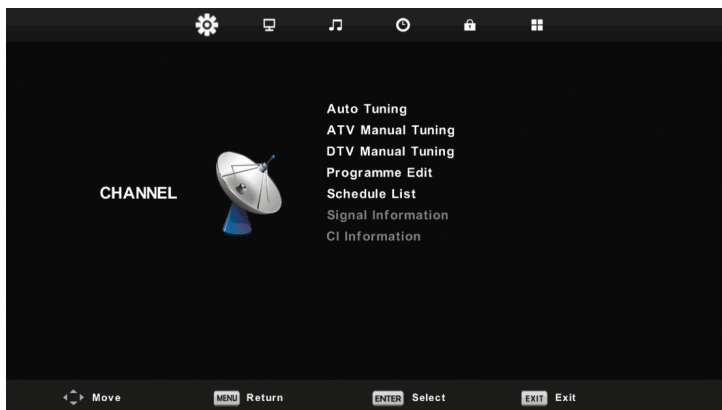 CHANNEL
Auto Tuning
ATV Manual Tuning
DTV Manual Tuning
Programme Edit
Schedule List
Signal Information
CI Information
Move MENU Return ENTER Select EXIT Exit